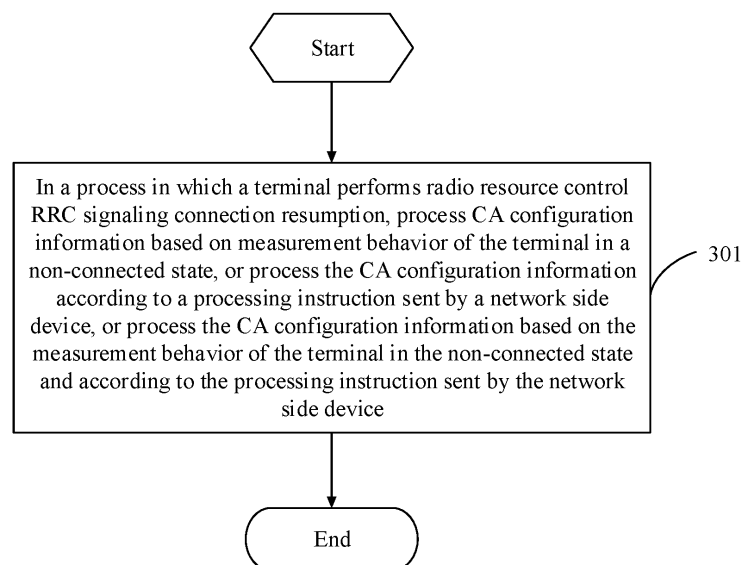 Start
In a process in which a terminal performs radio resource control
RRC signaling connection resumption, process CA configuration
information based on measurement behavior of the terminal in a
non-connected state, or process the CA configuration information
according to a processing instruction sent by a network side
device, or process the CA configuration information based on the
measurement behavior of the terminal in the non-connected state
and according to the processing instruction sent by the network
side device
301
End